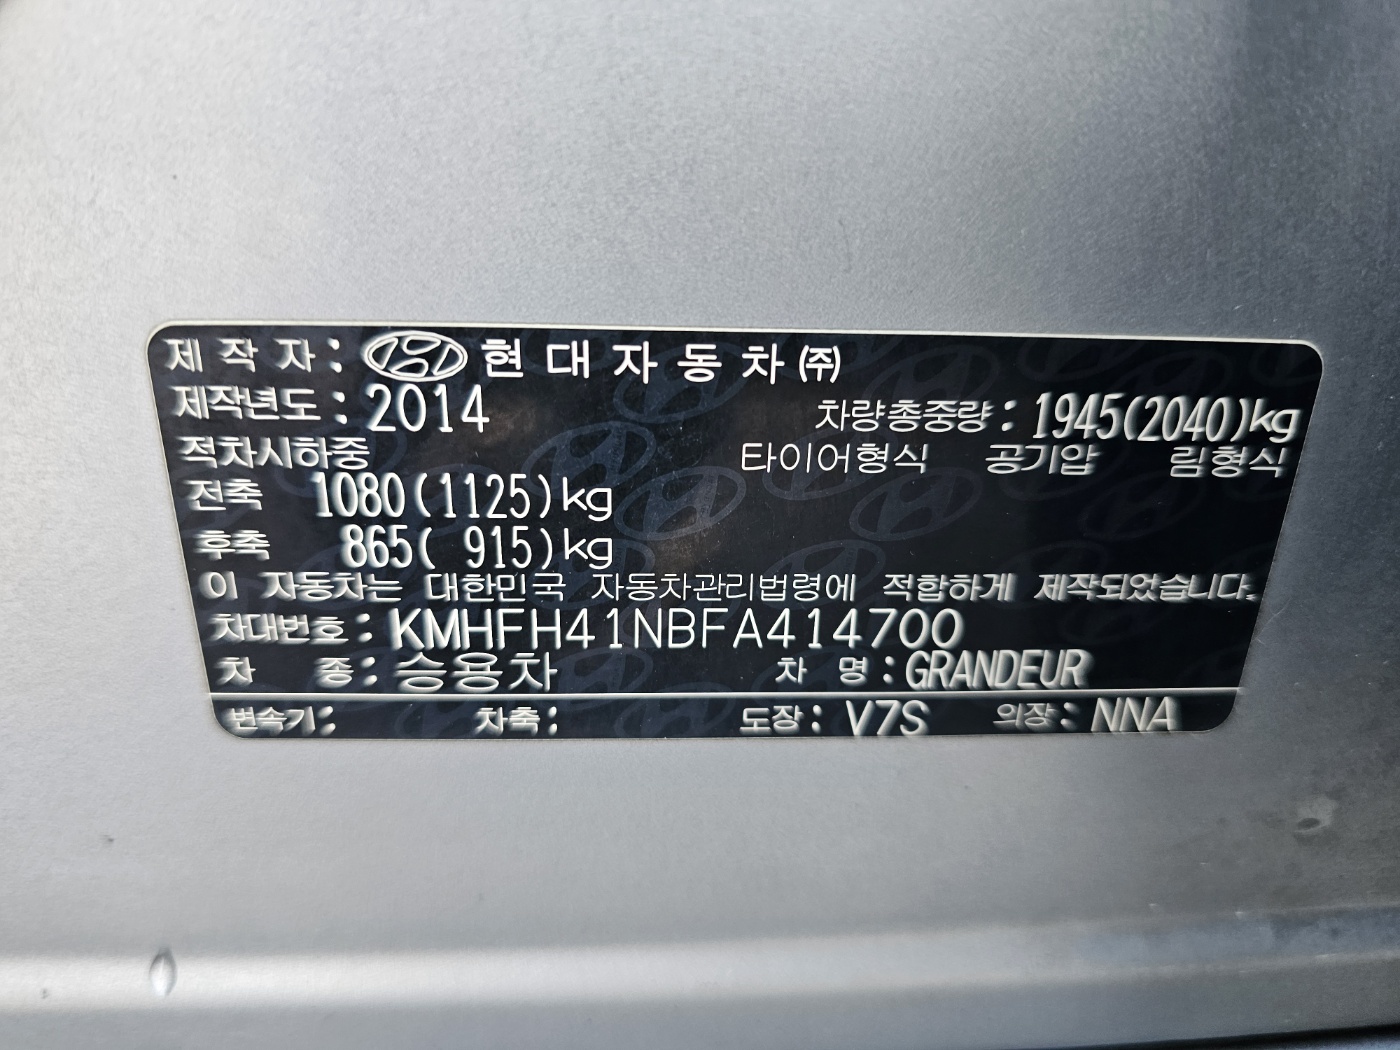 제 작 자 : 현 대 자 동 차 ㈜
제작년도 : 2014
차량총중량 : 1945(2040)kg
적차시하중
타이어형식 공기압 림형식
전축 1080(1125)kg
후축 865( 915)kg
이 자동차는 대한민국 자동차관리법령에 적합하게 제작되었습니다.
차대번호 : KMHFH41NBFA414700
차 종 : 승용차 차 명 : GRANDEUR
변속기 : 차축 : 도장 : V7S 의장 : NNA